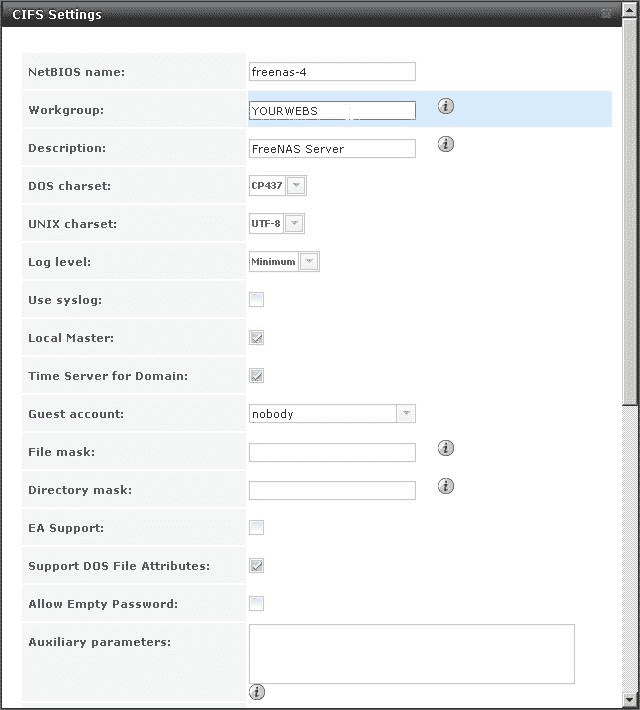 CIFS Settings
NetBIOS name: freenas-4
Workgroup: YOURWEBS
Description: FreeNAS Server
DOS charset: CP437
UNIX charset: UTF-8
Log level: Minimum
Use syslog:
Local Master:
Time Server for Domain:
Guest account: nobody
File mask:
Directory mask:
EA Support:
Support DOS File Attributes:
Allow Empty Password:
Auxiliary parameters: